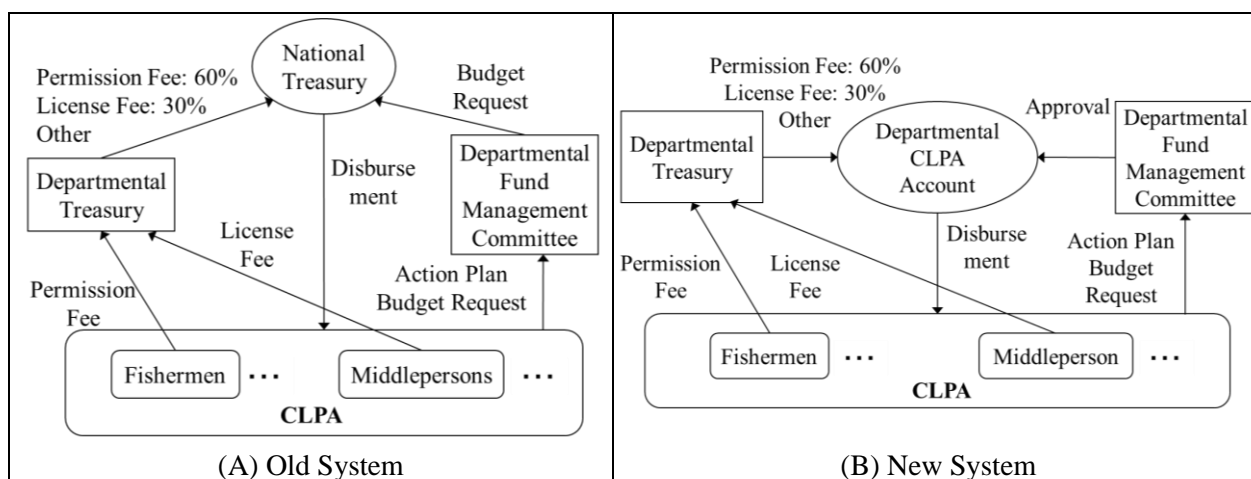 National
Treasury
Permission Fee: 60%
License Fee: 30%
Other
Budget
Request
Departmental
Treasury
Disburse
ment
Departmental
Fund
Management
Committee
License
Fee
Permission
Fee
Action Plan
Budget Request
Fishermen ...
Middlepersons ...
CLPA
(A) Old System
Permission Fee: 60%
License Fee: 30%
Other
Approval
Departmental
Treasury
Departmental
CLPA
Account
Departmental
Fund
Management
Committee
Permission
Fee
License
Fee
Disburse
ment
Action Plan
Budget
Request
Fishermen ...
Middleperson ...
CLPA
(B) New System